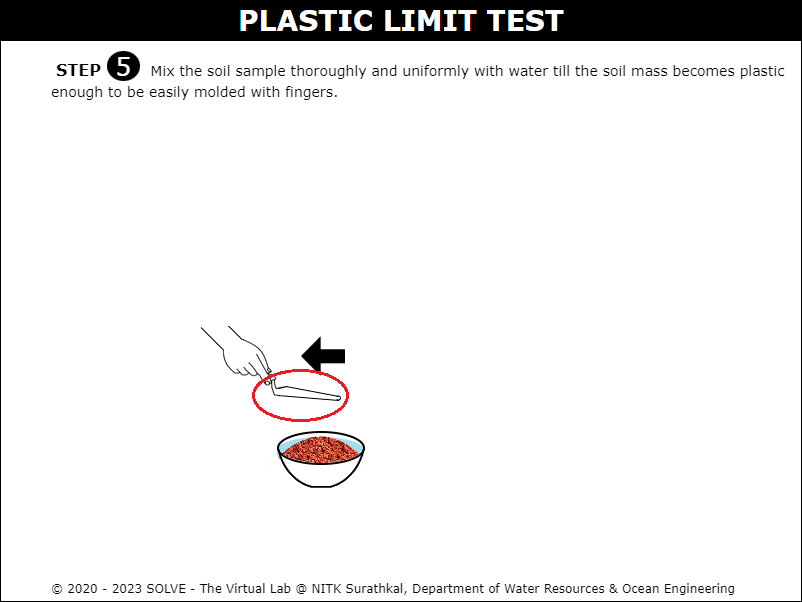 PLASTIC LIMIT TEST
STEP 5 Mix the soil sample thoroughly and uniformly with water till the soil mass becomes plastic
enough to be easily molded with fingers.
© 2020 - 2023 SOLVE - The Virtual Lab @ NITK Surathkal, Department of Water Resources & Ocean Engineering